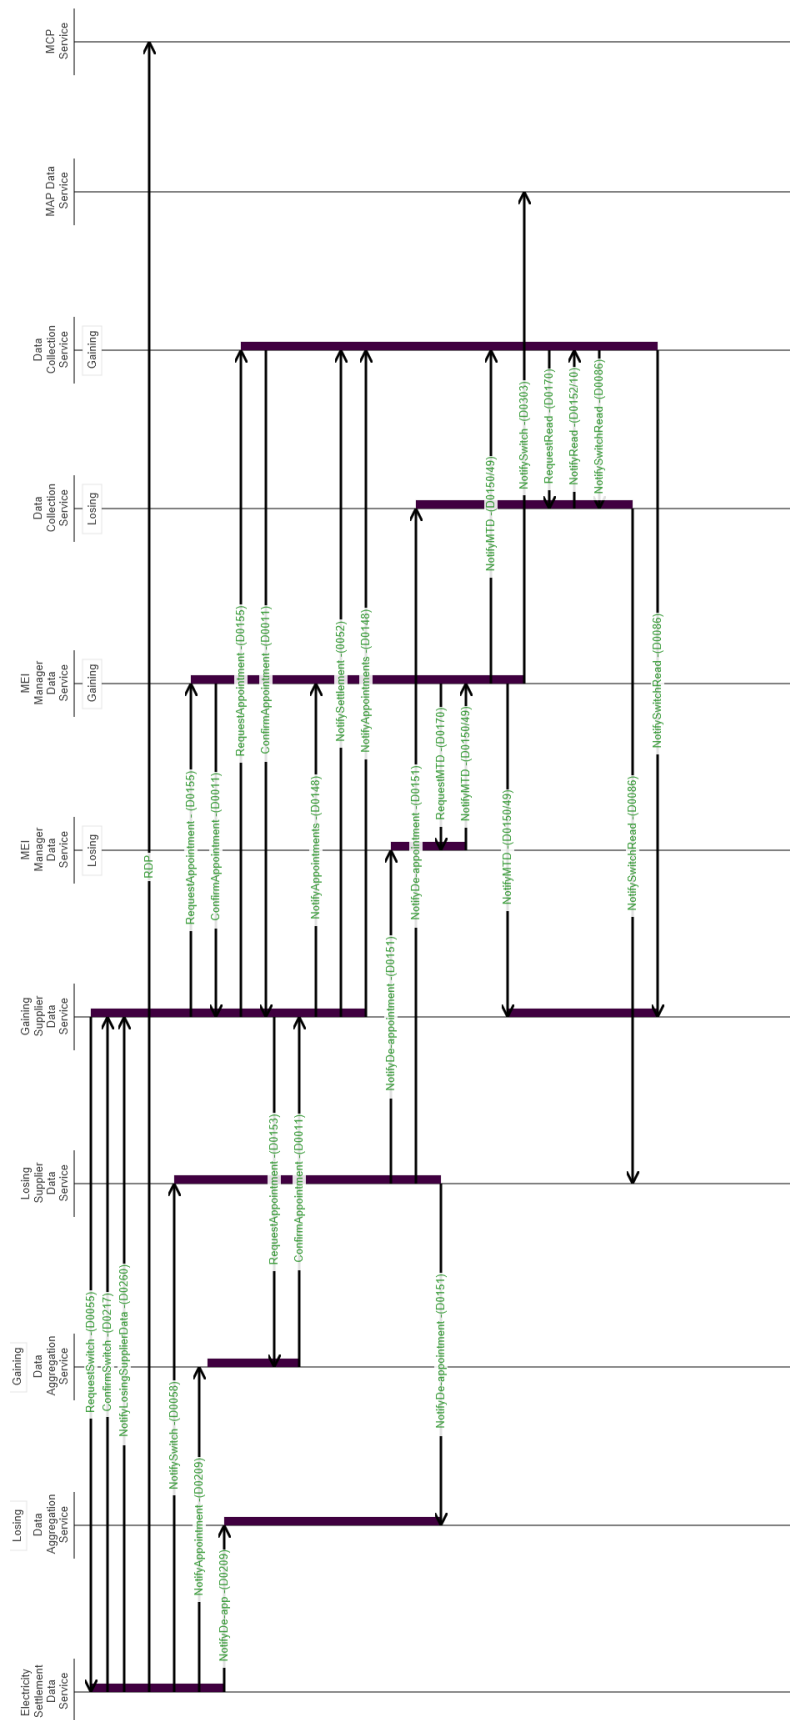 MCP
Service
MAP Data
Service
Data
Collection
Service
Gaining
Data
Collection
Service
Losing
MEI
Manager
Data
Service
Gaining
MEI
Manager
Data
Service
Losing
Gaining
Supplier
Data
Service
Losing
Supplier
Data
Service
Gaining
Data
Aggregation
Service
Losing
Data
Aggregation
Service
Electricity
Settlement
Data
Service
RequestSwitch -(D0055)
ConfirmSwitch -(D0217)
NotifyLosingSupplierData -(D0260)
RDP
NotifySwitch -(D0058)
RequestAppointment -(D0155)
NotifyAppointment -(D0209)
ConfirmAppointment -(D0011)
NotifyDe-app -(D0209)
RequestAppointment -(D0155)
ConfirmAppointment -(D0011)
RequestAppointment -(D0153)
ConfirmAppointment -(D0011)
NotifyAppointments -(D0148)
NotifySettlement -(0052)
NotifyAppointments -(D0148)
NotifyDe-appointment -(D0151)
NotifyDe-appointment -(D0151)
RequestMTD -(D0170)
NotifyDe-appointment -(D0151)
NotifyMTD -(D0150/49)
NotifyMTD -(D0150/49)
NotifyMTD -(D0150/49)
NotifySwitch -(D0303)
RequestRead -(D0170)
NotifyRead -(D0152/10)
NotifySwitchRead -(D0086)
NotifySwitchRead -(D0086)
NotifySwitchRead -(D0086)